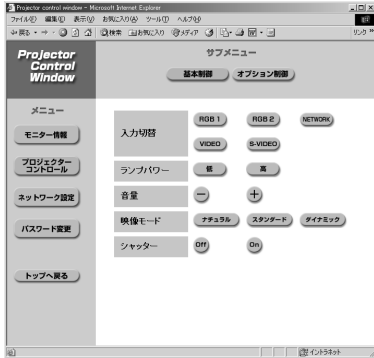 Projector control window - Microsoft Internet Explorer
ファイル(F) 編集(E) 表示(V) お気に入り(A) ツール(T) ヘルプ(H)
戻る 検索 お気に入り メディア リンク
Projector
Control
Window
サブメニュー
基本制御 オプション制御
メニュー
モニター情報
プロジェクター
コントロール
ネットワーク設定
パスワード変更
トップへ戻る
入力切替 RGB 1 RGB 2 NETWORK
VIDEO S-VIDEO
ランプパワー 低 高
音量 − +
映像モード ナチュラル スタンダード ダイナミック
シャッター Off On
イントラネット